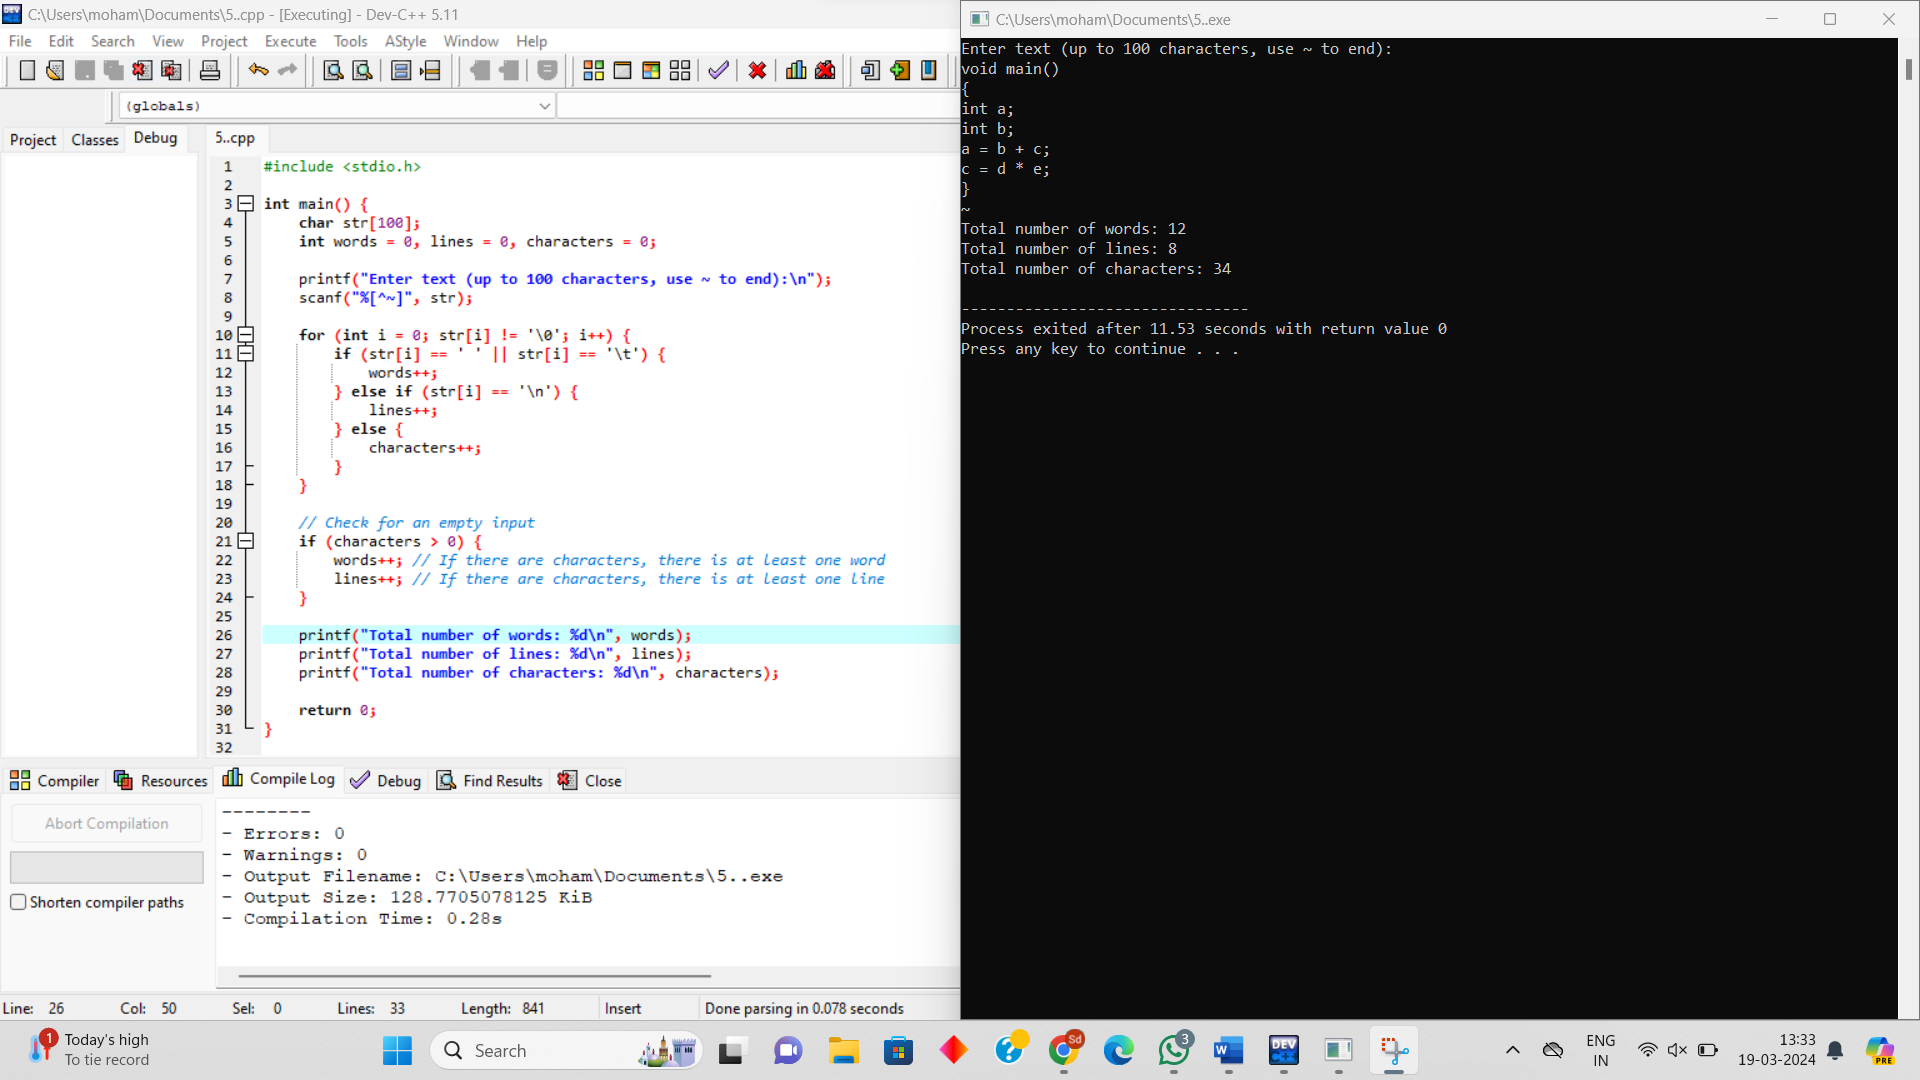 C:\Users\moham\Documents\5..cpp - [Executing] - Dev-C++ 5.11
File Edit Search View Project Execute Tools AStyle Window Help
(globals)
Project Classes Debug
5..cpp
1 #include <stdio.h>
2
3 int main() {
4 char str[100];
5 int words = 0, lines = 0, characters = 0;
6
7 printf("Enter text (up to 100 characters, use ~ to end):\n");
8 scanf("%[^~]", str);
9
10 for (int i = 0; str[i] != '\0'; i++) {
11 if (str[i] == ' ' || str[i] == '\t') {
12 words++;
13 } else if (str[i] == '\n') {
14 lines++;
15 } else {
16 characters++;
17 }
18 }
19
20 // Check for an empty input
21 if (characters > 0) {
22 words++; // If there are characters, there is at least one word
23 lines++; // If there are characters, there is at least one line
24 }
25
26 printf("Total number of words: %d\n", words);
27 printf("Total number of lines: %d\n", lines);
28 printf("Total number of characters: %d\n", characters);
29
30 return 0;
31 }
32
Compiler Resources Compile Log Debug Find Results Close
Abort Compilation
Shorten compiler paths
--------
- Errors: 0
- Warnings: 0
- Output Filename: C:\Users\moham\Documents\5..exe
- Output Size: 128.7705078125 KiB
- Compilation Time: 0.28s
Line: 26 Col: 50 Sel: 0 Lines: 33 Length: 841 Insert Done parsing in 0.078 seconds
C:\Users\moham\Documents\5..exe
Enter text (up to 100 characters, use ~ to end):
void main()
{
int a;
int b;
a = b + c;
c = d * e;
}
~
Total number of words: 12
Total number of lines: 8
Total number of characters: 34
--------------------------------
Process exited after 11.53 seconds with return value 0
Press any key to continue . . .
1
Today's high
To tie record
Search
Sd
3
DEV
ENG
IN
13:33
19-03-2024
PRE